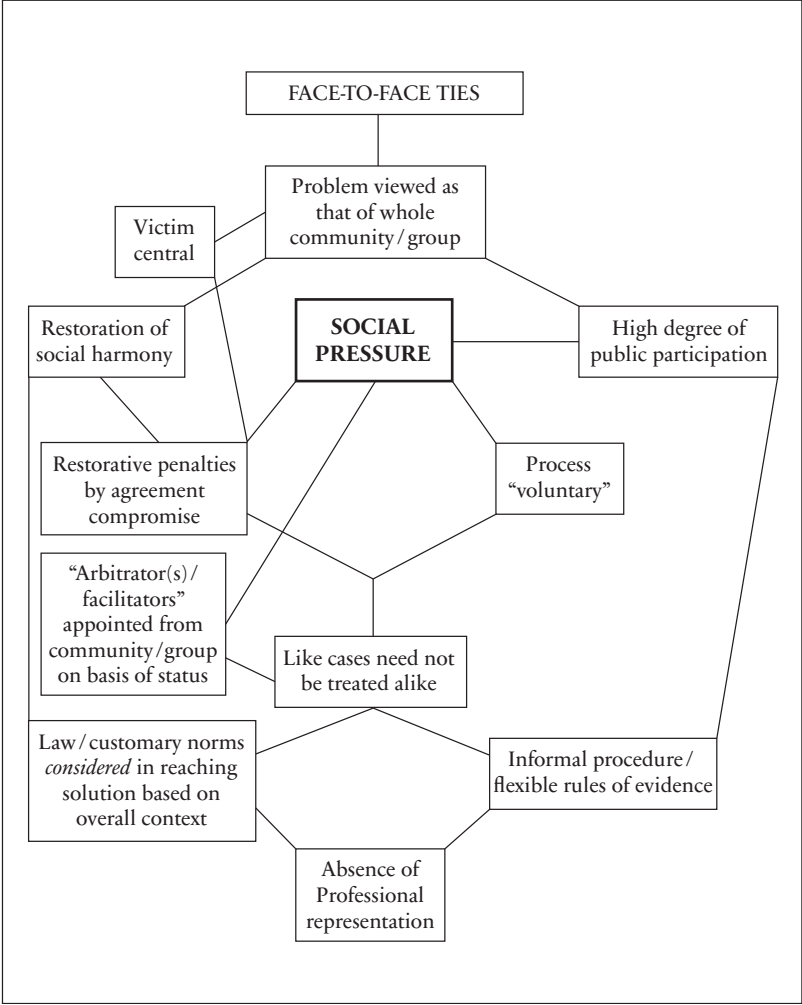 FACE-TO-FACE TIES
Problem viewed as
that of whole
community/group
Victim
central
Restoration of
social harmony
SOCIAL
PRESSURE
High degree of
public participation
Restorative penalties
by agreement
compromise
Process
“voluntary”
“Arbitrator(s)/
facilitators”
appointed from
community/group
on basis of status
Like cases need not
be treated alike
Law/customary norms
considered in reaching
solution based on
overall context
Informal procedure/
flexible rules of evidence
Absence of
Professional
representation